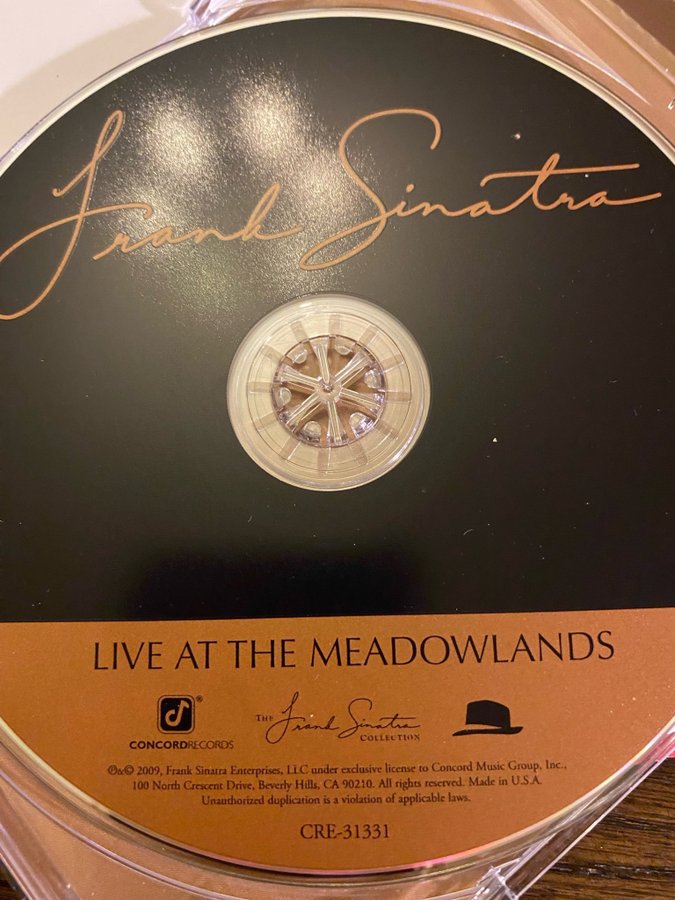 Frank Sinatra
LIVE AT THE MEADOWLANDS
CONCORDRECORDS®
THE Frank Sinatra COLLECTION
℗&© 2009, Frank Sinatra Enterprises, LLC under exclusive license to Concord Music Group, Inc.,
100 North Crescent Drive, Beverly Hills, CA 90210. All rights reserved. Made in U.S.A.
Unauthorized duplication is a violation of applicable laws.
CRE-31331